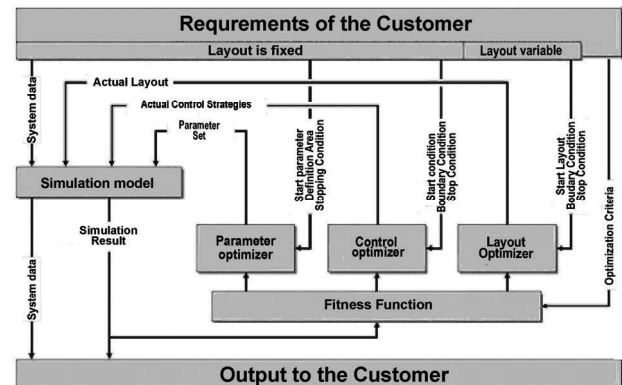 Requrements of the Customer
Layout is fixed
Layout variable
System data
Actual Layout
Actual Control Strategies
Parameter
Set
Start parameter
Definition Area
Stopping Condition
Start condition
Boundary Condition
Stop Condition
Start Layout
Boudary Condition
Stop Condition
Optimization Criteria
Simulation model
Simulation
Result
Parameter
optimizer
Control
optimizer
Layout
Optimizer
System data
Fitness Function
Output to the Customer